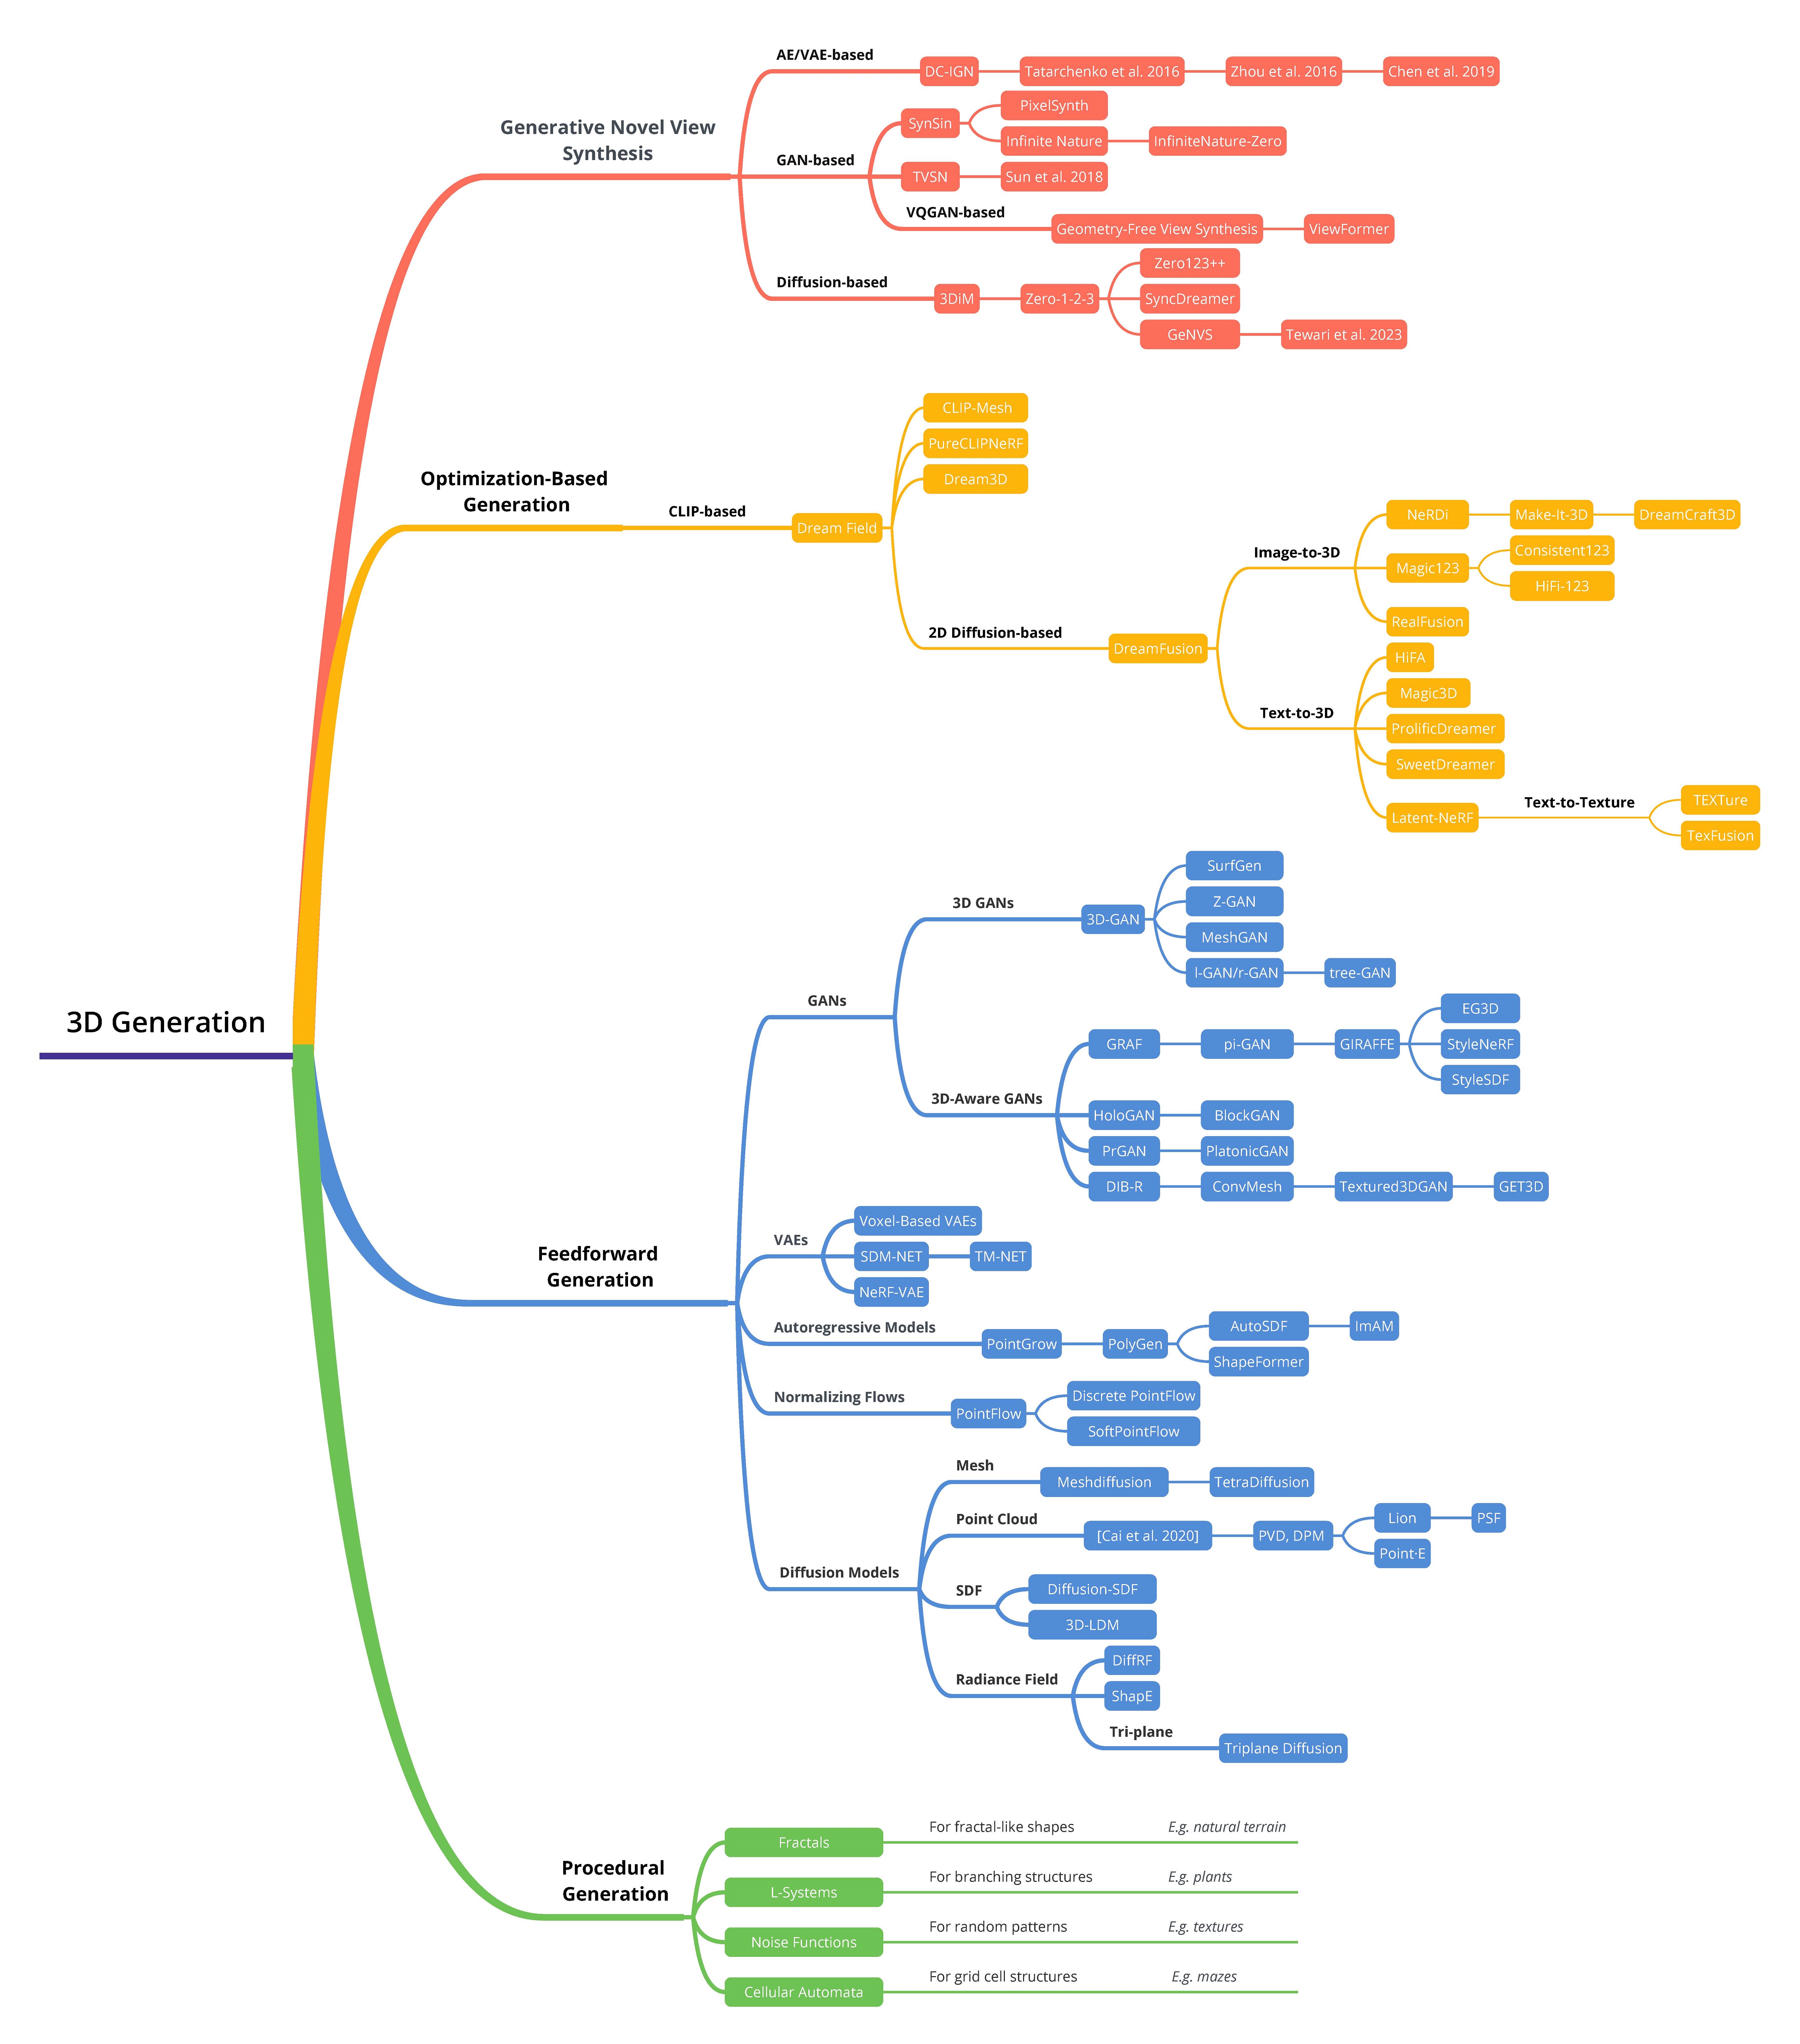 3D Generation
Generative Novel View
Synthesis
AE/VAE-based
DC-IGN
Tatarchenko et al. 2016
Zhou et al. 2016
Chen et al. 2019
GAN-based
SynSin
PixelSynth
Infinite Nature
InfiniteNature-Zero
TVSN
Sun et al. 2018
VQGAN-based
Geometry-Free View Synthesis
ViewFormer
Diffusion-based
3DiM
Zero-1-2-3
Zero123++
SyncDreamer
GeNVS
Tewari et al. 2023
Optimization-Based
Generation
CLIP-based
Dream Field
CLIP-Mesh
PureCLIPNeRF
Dream3D
2D Diffusion-based
DreamFusion
Image-to-3D
NeRDi
Make-It-3D
DreamCraft3D
Magic123
Consistent123
HiFi-123
RealFusion
Text-to-3D
HiFA
Magic3D
ProlificDreamer
SweetDreamer
Latent-NeRF
Text-to-Texture
TEXTure
TexFusion
Feedforward
Generation
GANs
3D GANs
3D-GAN
SurfGen
Z-GAN
MeshGAN
l-GAN/r-GAN
tree-GAN
3D-Aware GANs
GRAF
pi-GAN
GIRAFFE
EG3D
StyleNeRF
StyleSDF
HoloGAN
BlockGAN
PrGAN
PlatonicGAN
DIB-R
ConvMesh
Textured3DGAN
GET3D
VAEs
Voxel-Based VAEs
SDM-NET
TM-NET
NeRF-VAE
Autoregressive Models
PointGrow
PolyGen
AutoSDF
ImAM
ShapeFormer
Normalizing Flows
PointFlow
Discrete PointFlow
SoftPointFlow
Diffusion Models
Mesh
Meshdiffusion
TetraDiffusion
Point Cloud
[Cai et al. 2020]
PVD, DPM
Lion
PSF
Point·E
SDF
Diffusion-SDF
3D-LDM
Radiance Field
DiffRF
ShapE
Tri-plane
Triplane Diffusion
Procedural
Generation
Fractals
For fractal-like shapes
E.g. natural terrain
L-Systems
For branching structures
E.g. plants
Noise Functions
For random patterns
E.g. textures
Cellular Automata
For grid cell structures
E.g. mazes